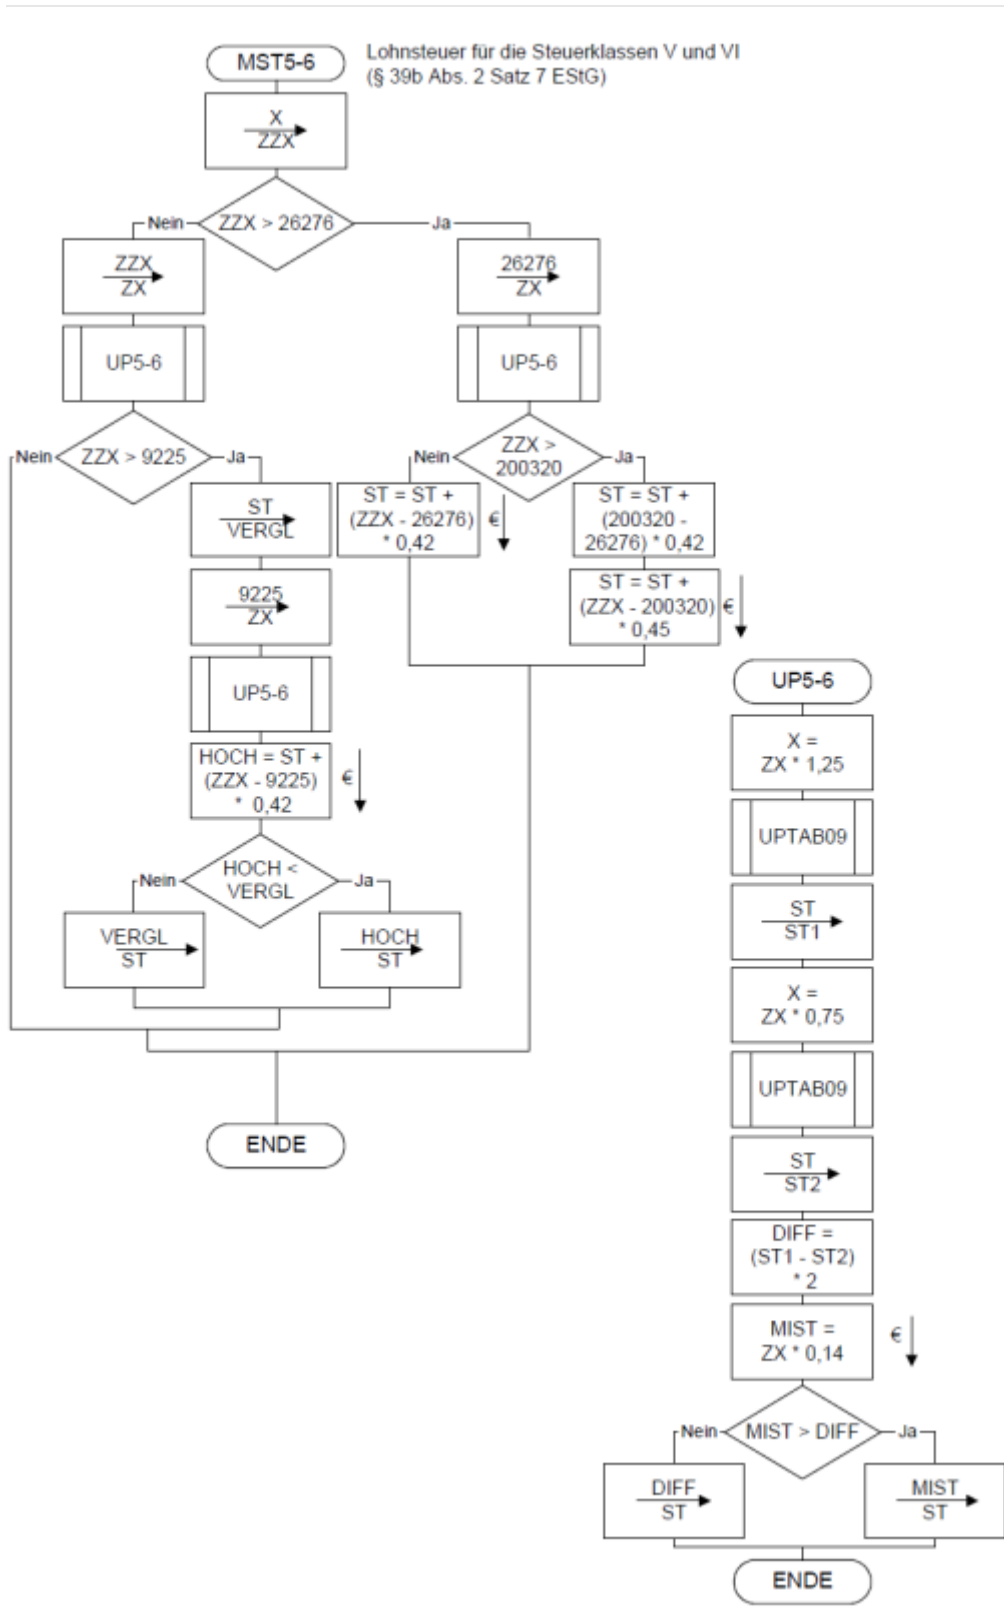 MST5-6
Lohnsteuer für die Steuerklassen V und VI
(§ 39b Abs. 2 Satz 7 EStG)
X
ZZX
ZZX > 26276
Nein
Ja
ZZX
ZX
26276
ZX
UP5-6
UP5-6
ZZX > 9225
Nein
Ja
ZZX >
200320
Nein
Ja
ST
VERGL
ST = ST +
(ZZX - 26276)
* 0,42
€
ST = ST +
(200320 -
26276) * 0,42
9225
ZX
ST = ST +
(ZZX - 200320)
* 0,45
€
UP5-6
HOCH = ST +
(ZZX - 9225)
* 0,42
€
HOCH <
VERGL
Nein
Ja
VERGL
ST
HOCH
ST
ENDE
UP5-6
X =
ZX * 1,25
UPTAB09
ST
ST1
X =
ZX * 0,75
UPTAB09
ST
ST2
DIFF =
(ST1 - ST2)
* 2
MIST =
ZX * 0,14
€
MIST > DIFF
Nein
Ja
DIFF
ST
MIST
ST
ENDE